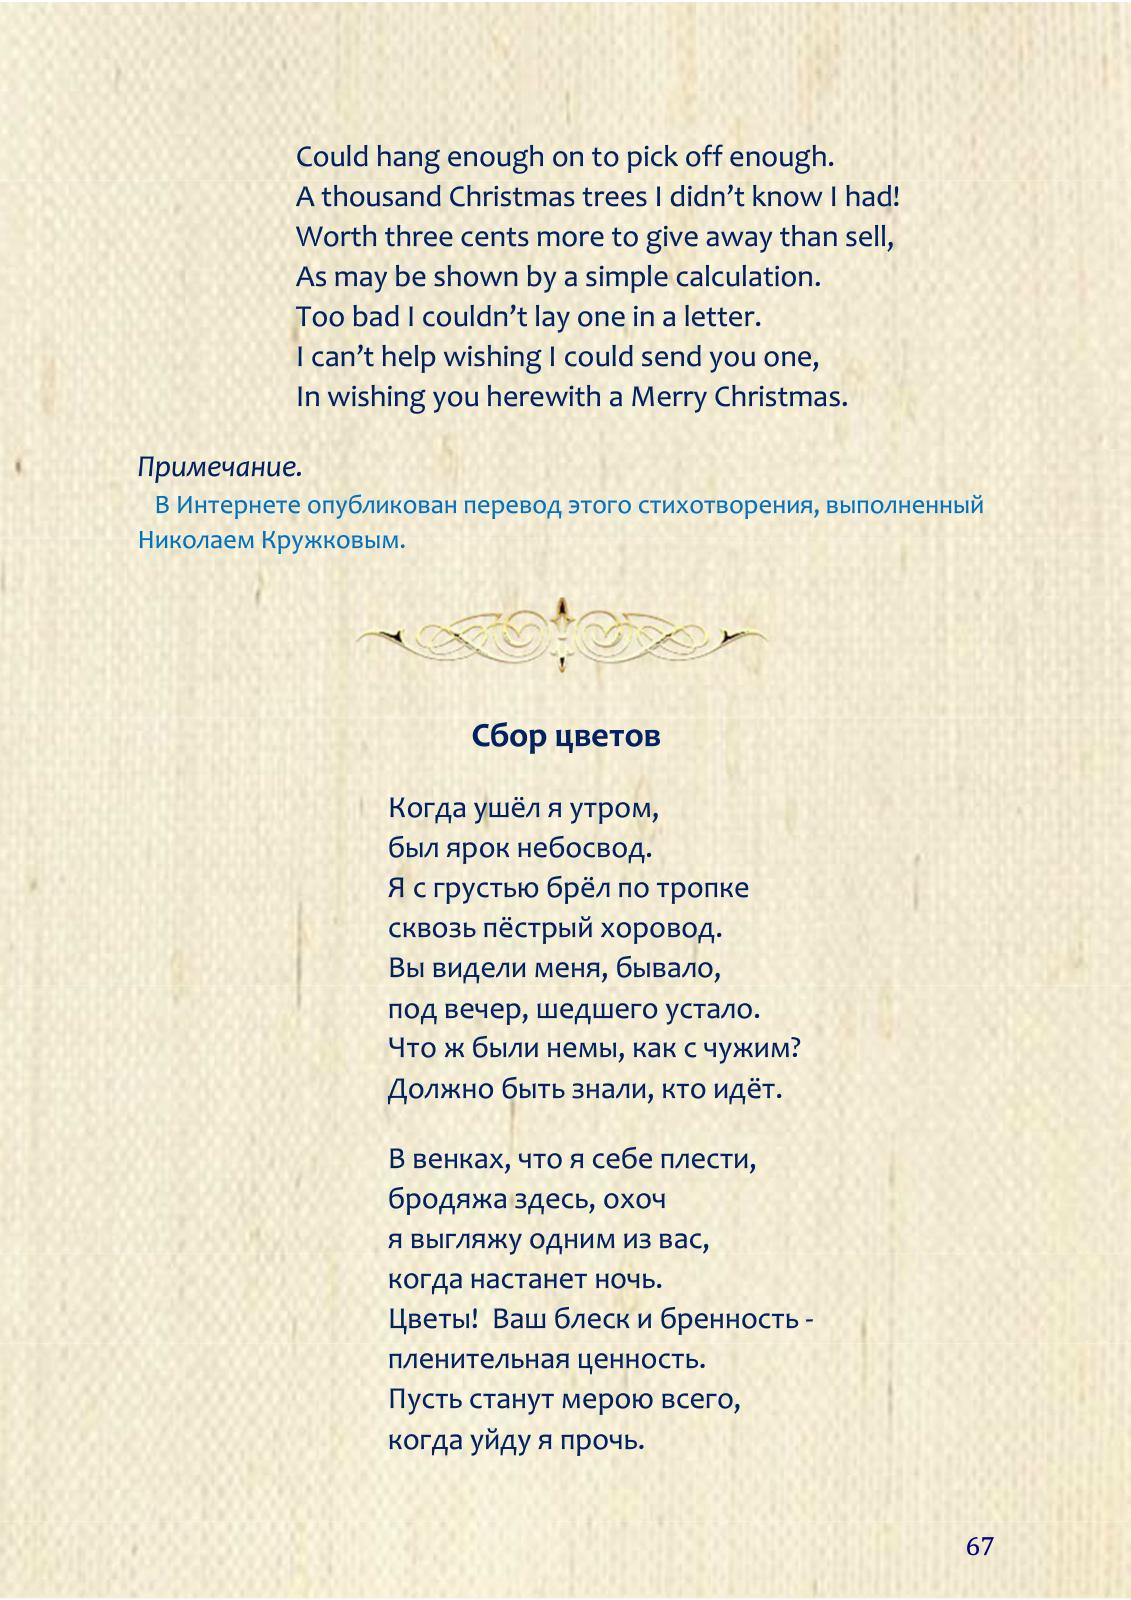 Could hang enough on to pick off enough.
A thousand Christmas trees I didn’t know I had!
Worth three cents more to give away than sell,
As may be shown by a simple calculation.
Too bad I couldn’t lay one in a letter.
I can’t help wishing I could send you one,
In wishing you herewith a Merry Christmas.
Примечание.
В Интернете опубликован перевод этого стихотворения, выполненный
Николаем Кружковым.
Сбор цветов
Когда ушёл я утром,
был ярок небосвод.
Я с грустью брёл по тропке
сквозь пёстрый хоровод.
Вы видели меня, бывало,
под вечер, шедшего устало.
Что ж были немы, как с чужим?
Должно быть знали, кто идёт.
В венках, что я себе плести,
бродяжа здесь, охоч
я выгляжу одним из вас,
когда настанет ночь.
Цветы!  Ваш блеск и бренность -
пленительная ценность.
Пусть станут мерою всего,
когда уйду я прочь.
67